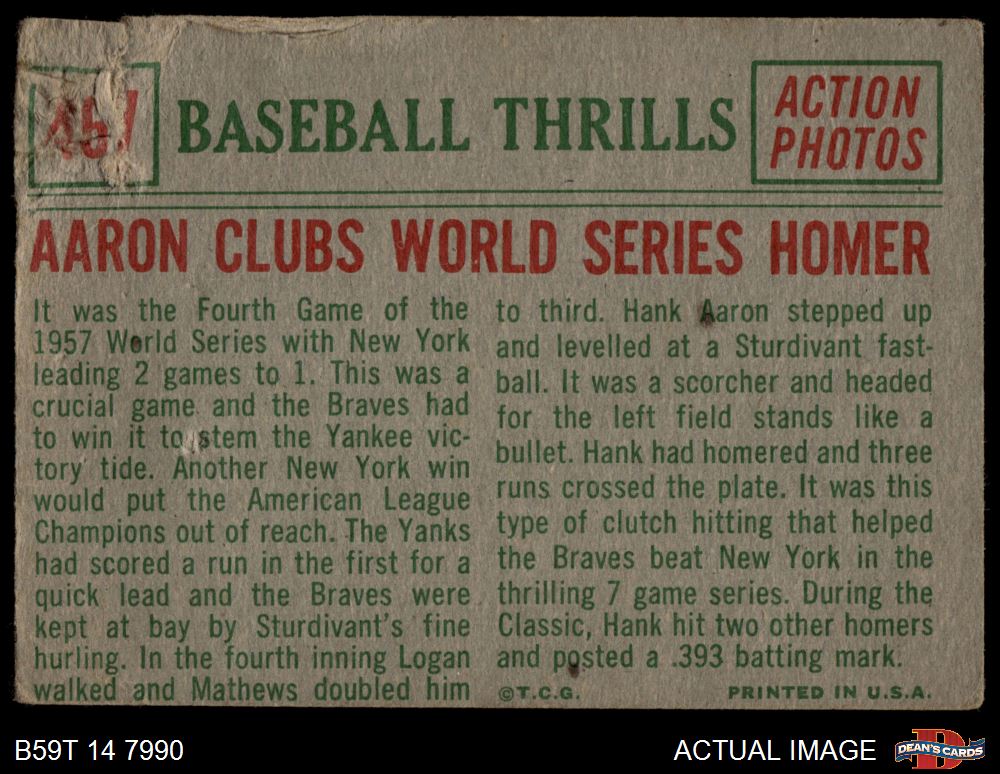 467
BASEBALL THRILLS
ACTION
PHOTOS
AARON CLUBS WORLD SERIES HOMER
It was the Fourth Game of the
1957 World Series with New York
leading 2 games to 1. This was a
crucial game and the Braves had
to win it to stem the Yankee vic-
tory tide. Another New York win
would put the American League
Champions out of reach. The Yanks
had scored a run in the first for a
quick lead and the Braves were
kept at bay by Sturdivant's fine
hurling. In the fourth inning Logan
walked and Mathews doubled him
to third. Hank Aaron stepped up
and levelled at a Sturdivant fast-
ball. It was a scorcher and headed
for the left field stands like a
bullet. Hank had homered and three
runs crossed the plate. It was this
type of clutch hitting that helped
the Braves beat New York in the
thrilling 7 game series. During the
Classic, Hank hit two other homers
and posted a .393 batting mark.
©T.C.G.
PRINTED IN U.S.A.
B59T 14 7990
ACTUAL IMAGE
DEAN'S CARDS